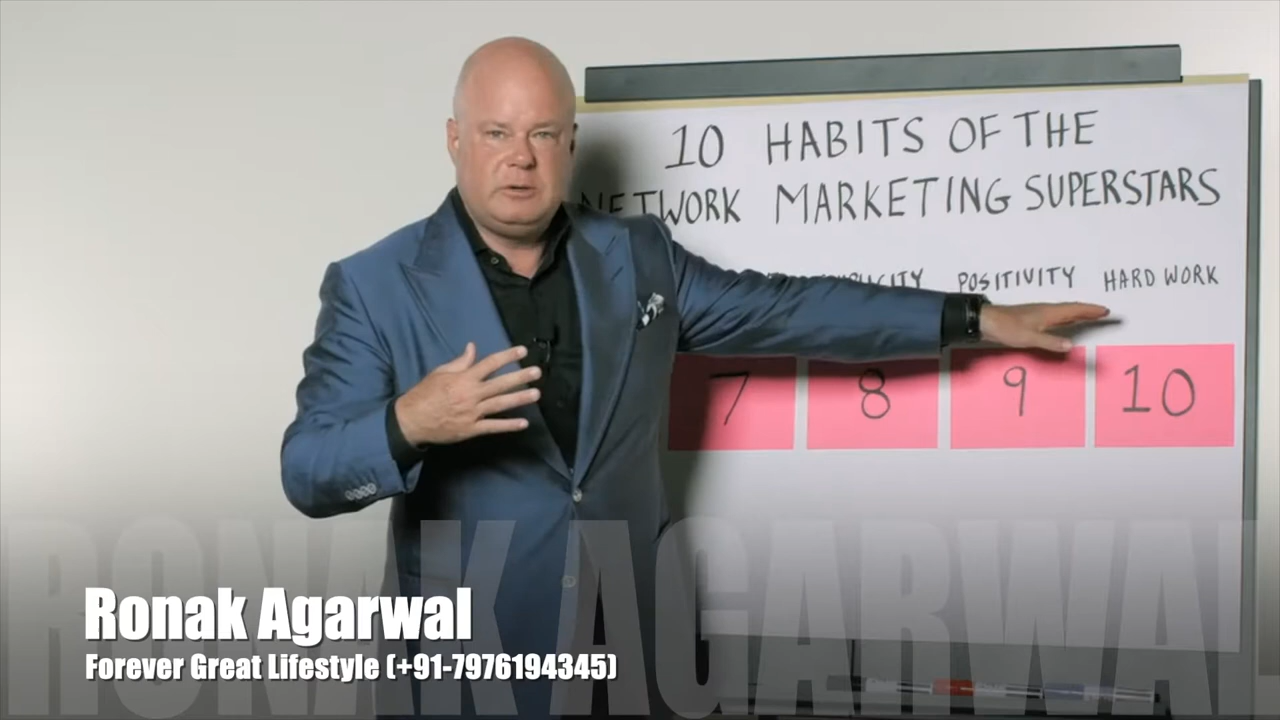 10 HABITS OF THE
NETWORK MARKETING SUPERSTARS
POSITIVITY HARD WORK
7 8 9 10
RONAK AGARWAL
Ronak Agarwal
Forever Great Lifestyle (+91-7976194345)